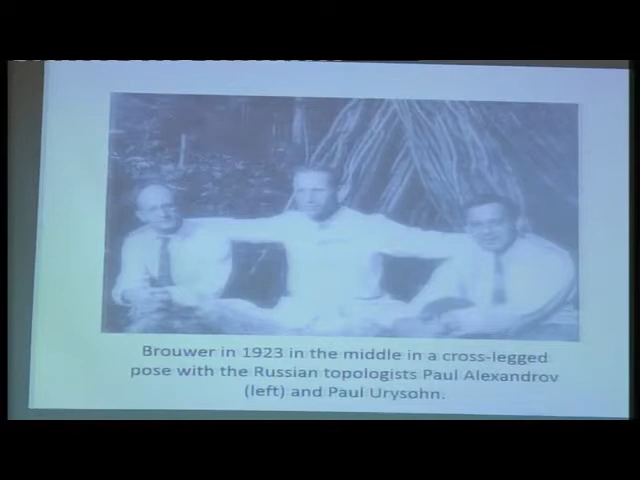 Brouwer in 1923 in the middle in a cross-legged
pose with the Russian topologists Paul Alexandrov
(left) and Paul Urysohn.